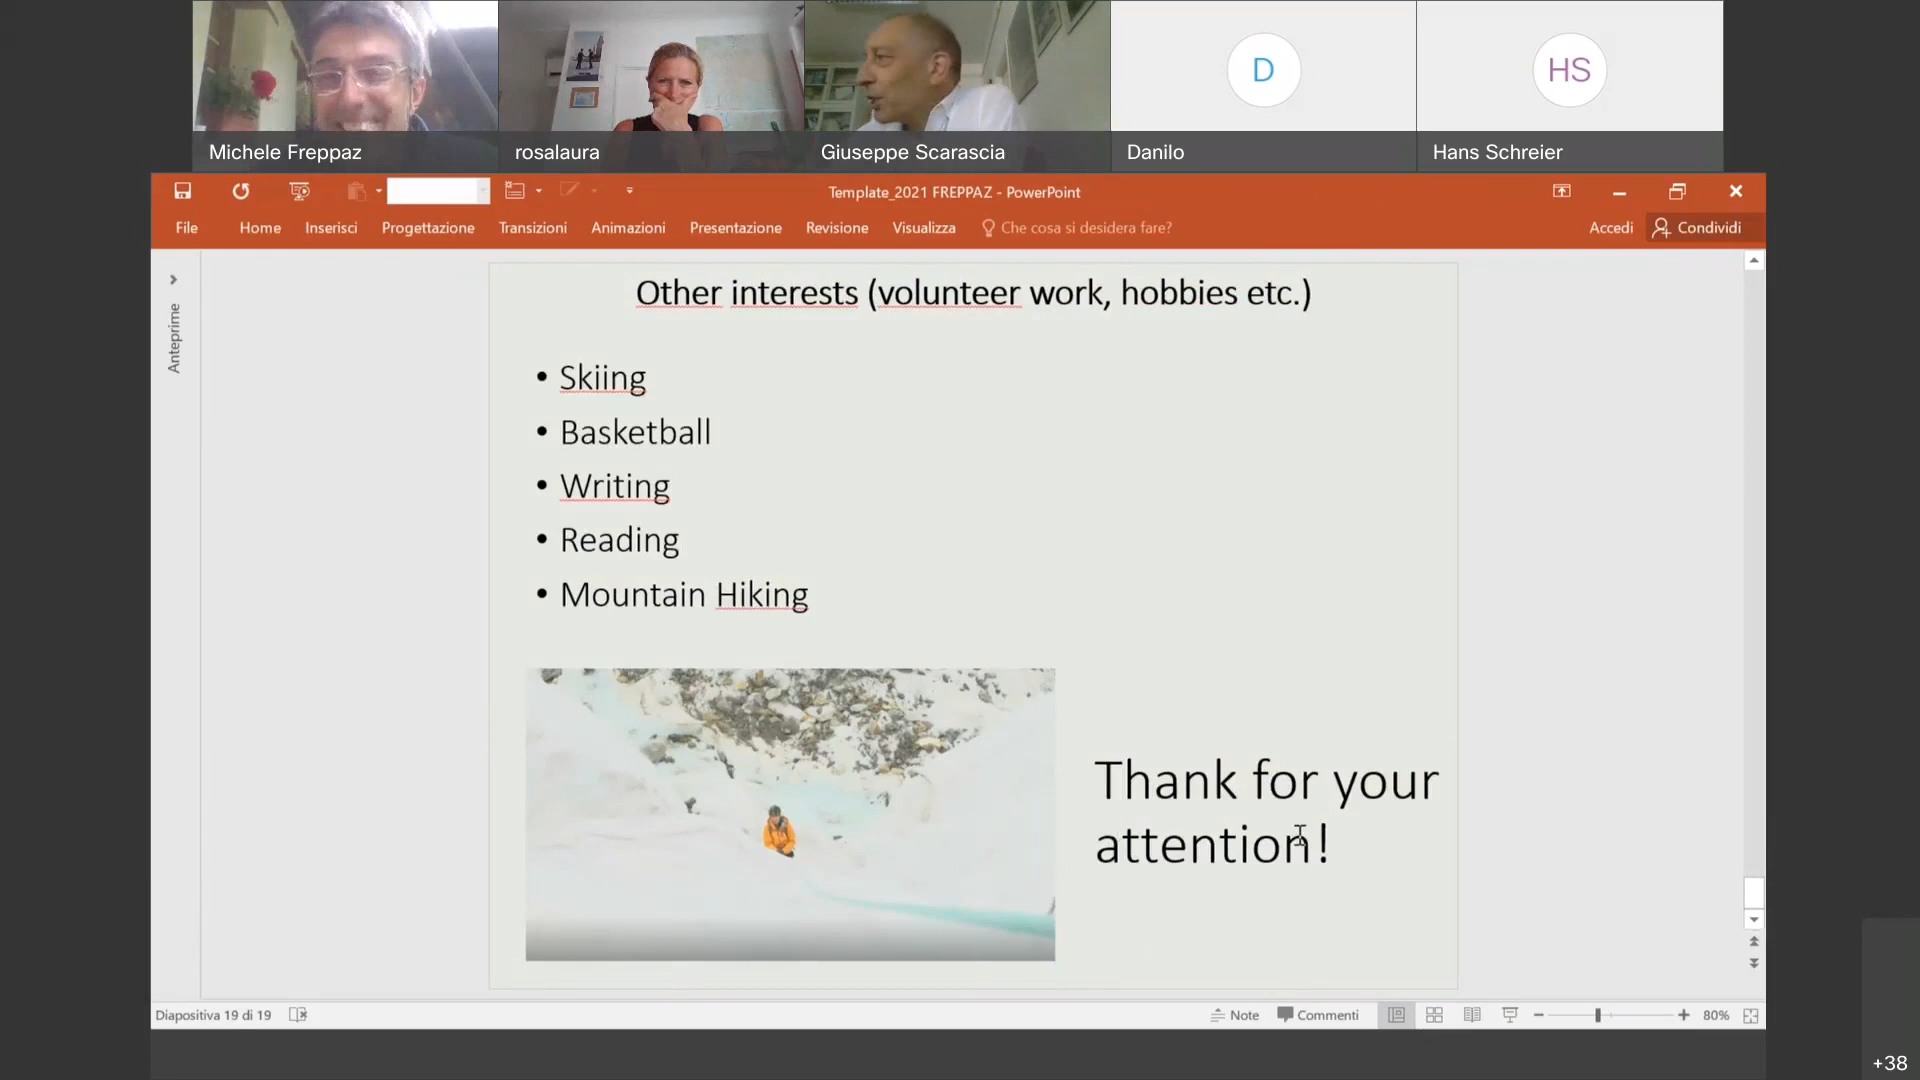 D
HS
Michele Freppaz
rosalaura
Giuseppe Scarascia
Danilo
Hans Schreier
Template_2021 FREPPAZ - PowerPoint
File Home Inserisci Progettazione Transizioni Animazioni Presentazione Revisione Visualizza Che cosa si desidera fare? Accedi Condividi
Anteprime
Other interests (volunteer work, hobbies etc.)
• Skiing
• Basketball
• Writing
• Reading
• Mountain Hiking
Thank for your
attention!
Diapositiva 19 di 19 Note Commenti 80%
+38